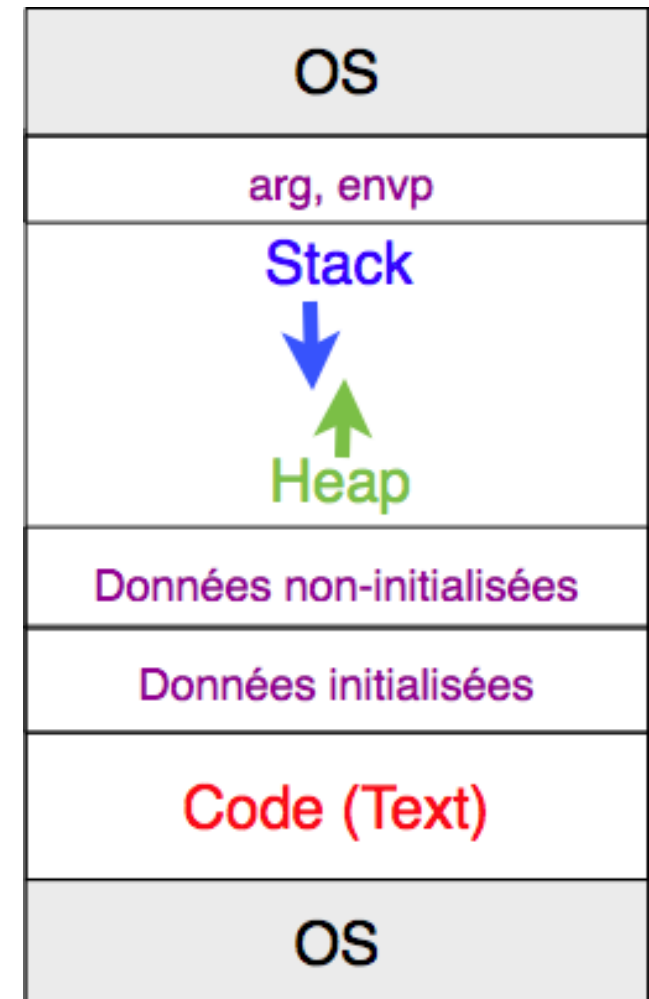 OS
arg, envp
Stack
Heap
Données non-initialisées
Données initialisées
Code (Text)
OS